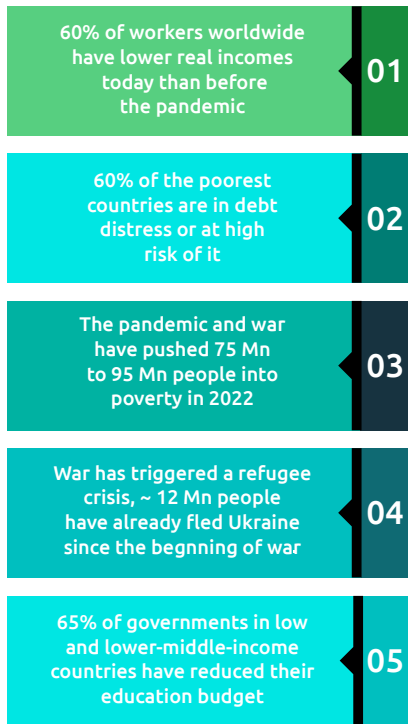 60% of workers worldwide
have lower real incomes
today than before
the pandemic
01
60% of the poorest
countries are in debt
distress or at high
risk of it
02
The pandemic and war
have pushed 75 Mn
to 95 Mn people into
poverty in 2022
03
War has triggered a refugee
crisis, ~ 12 Mn people
have already fled Ukraine
since the begnning of war.
04
65% of governments in low
and lower-middle-income
countries have reduced their
education budget
05